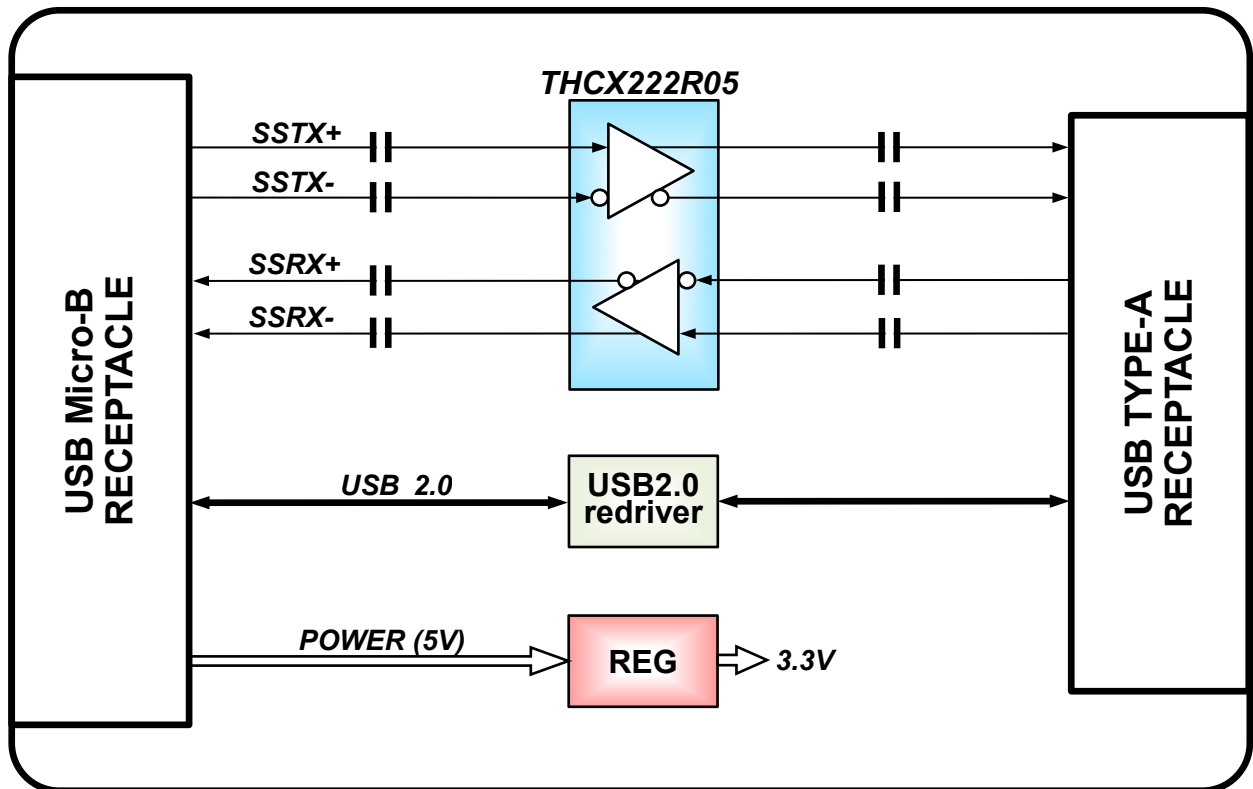 THCX222R05
SSTX+
SSTX-
SSRX+
SSRX-
USB Micro-B
RECEPTACLE
USB TYPE-A
RECEPTACLE
USB 2.0
USB2.0
redriver
POWER (5V)
REG
3.3V